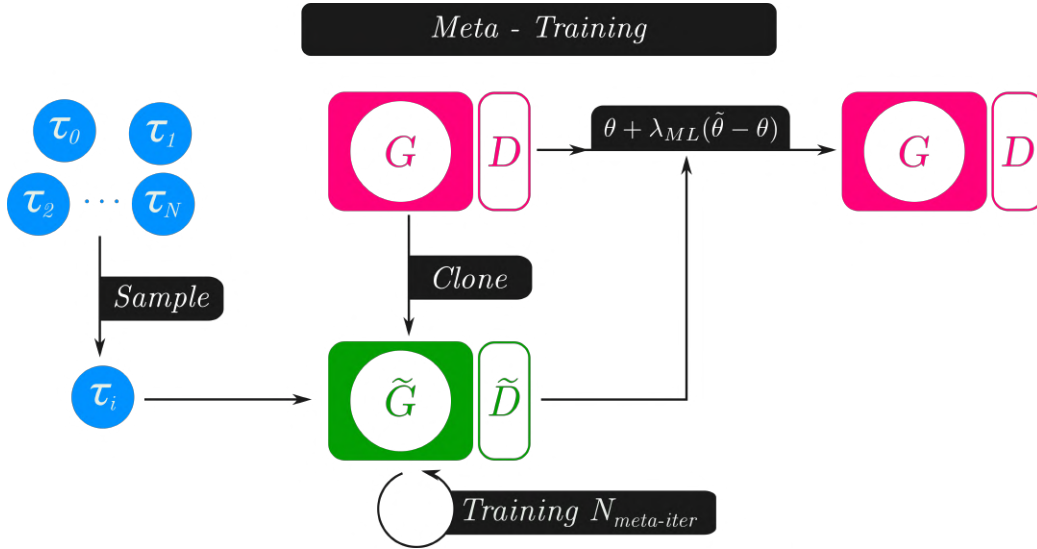 Meta - Training
τ0 τ1
G D θ + λML(θ̃ − θ) G D
τ2 ··· τN
Sample
Clone
τi
G̃ D̃
Training Nmeta-iter